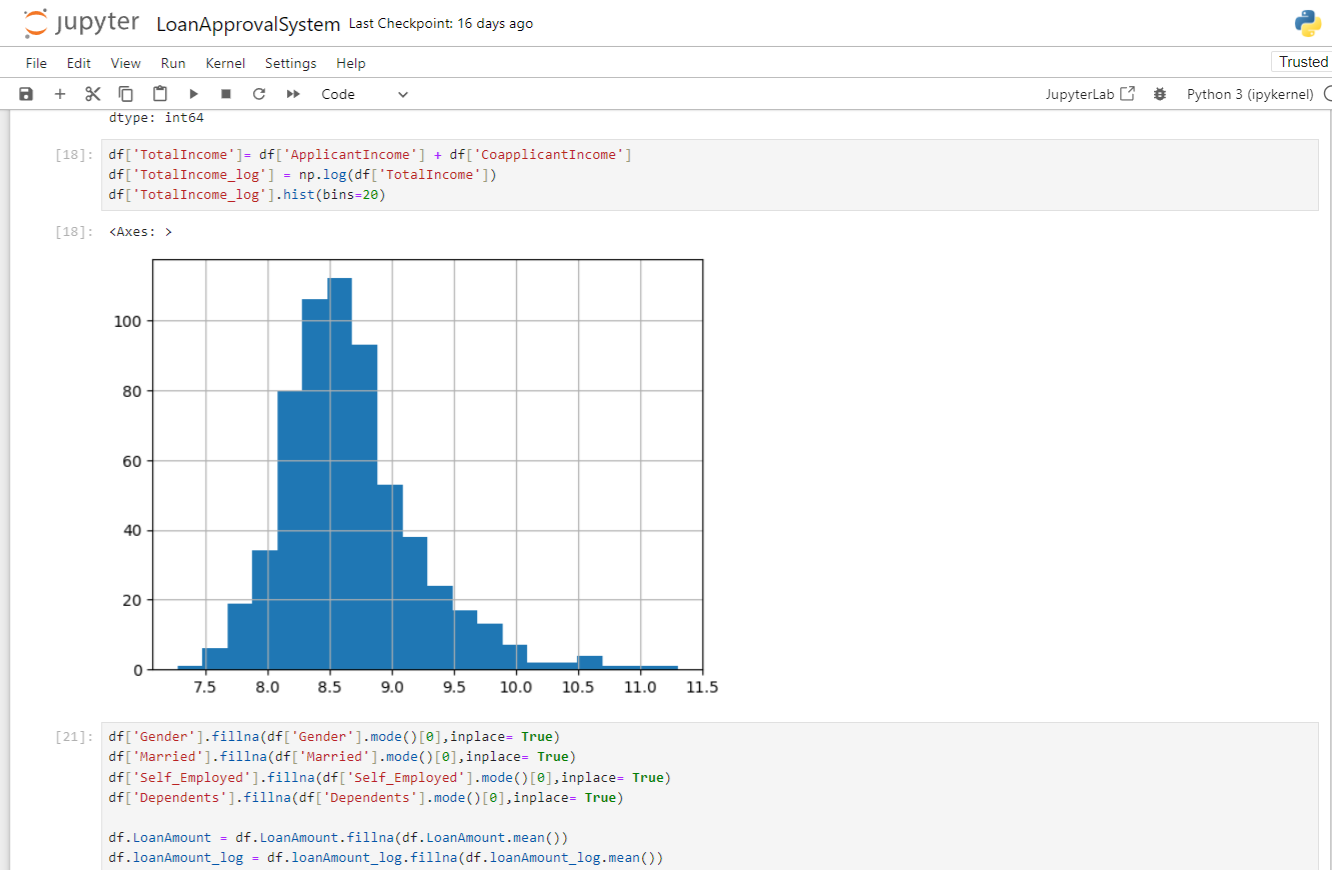 jupyter LoanApprovalSystem Last Checkpoint: 16 days ago
File Edit View Run Kernel Settings Help
Trusted
Code
JupyterLab
Python 3 (ipykernel)
dtype: int64
[18]:
df['TotalIncome']= df['ApplicantIncome'] + df['CoapplicantIncome']
df['TotalIncome_log'] = np.log(df['TotalIncome'])
df['TotalIncome_log'].hist(bins=20)
[18]: <Axes: >
100
80
60
40
20
0
7.5 8.0 8.5 9.0 9.5 10.0 10.5 11.0 11.5
[21]:
df['Gender'].fillna(df['Gender'].mode()[0],inplace= True)
df['Married'].fillna(df['Married'].mode()[0],inplace= True)
df['Self_Employed'].fillna(df['Self_Employed'].mode()[0],inplace= True)
df['Dependents'].fillna(df['Dependents'].mode()[0],inplace= True)
df.LoanAmount = df.LoanAmount.fillna(df.LoanAmount.mean())
df.loanAmount_log = df.loanAmount_log.fillna(df.loanAmount_log.mean())